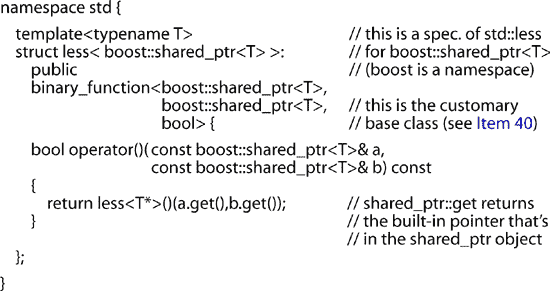 namespace std {
template<typename T> // this is a spec. of std::less
struct less< boost::shared_ptr<T> >: // for boost::shared_ptr<T>
public // (boost is a namespace)
binary_function<boost::shared_ptr<T>,
boost::shared_ptr<T>, // this is the customary
bool> { // base class (see Item 40)
bool operator()( const boost::shared_ptr<T>& a,
const boost::shared_ptr<T>& b) const
{
return less<T*>()(a.get(),b.get()); // shared_ptr::get returns
} // the built-in pointer that's
// in the shared_ptr object
};
}